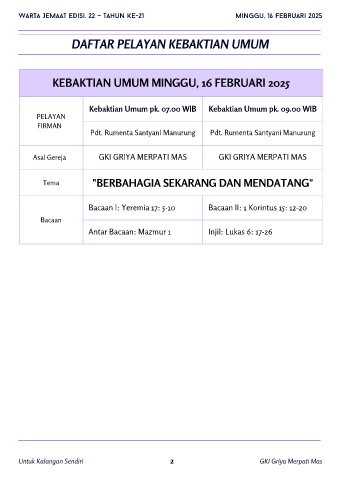 WARTA JEMAAT EDISI. 22 – TAHUN KE-21
MINGGU, 16 FEBRUARI 2025
DAFTAR PELAYAN KEBAKTIAN UMUM
KEBAKTIAN UMUM MINGGU, 16 FEBRUARI 2025
PELAYAN FIRMAN
Kebaktian Umum pk. 07.00 WIB
Kebaktian Umum pk. 09.00 WIB
Pdt. Rumenta Santyani Manurung
Pdt. Rumenta Santyani Manurung
Asal Gereja
GKI GRIYA MERPATI MAS
GKI GRIYA MERPATI MAS
Tema
"BERBAHAGIA SEKARANG DAN MENDATANG"
Bacaan
Bacaan I: Yeremia 17: 5-10
Bacaan II: 1 Korintus 15: 12-20
Antar Bacaan: Mazmur 1
Injil: Lukas 6: 17-26
Untuk Kalangan Sendiri
2
GKI Griya Merpati Mas